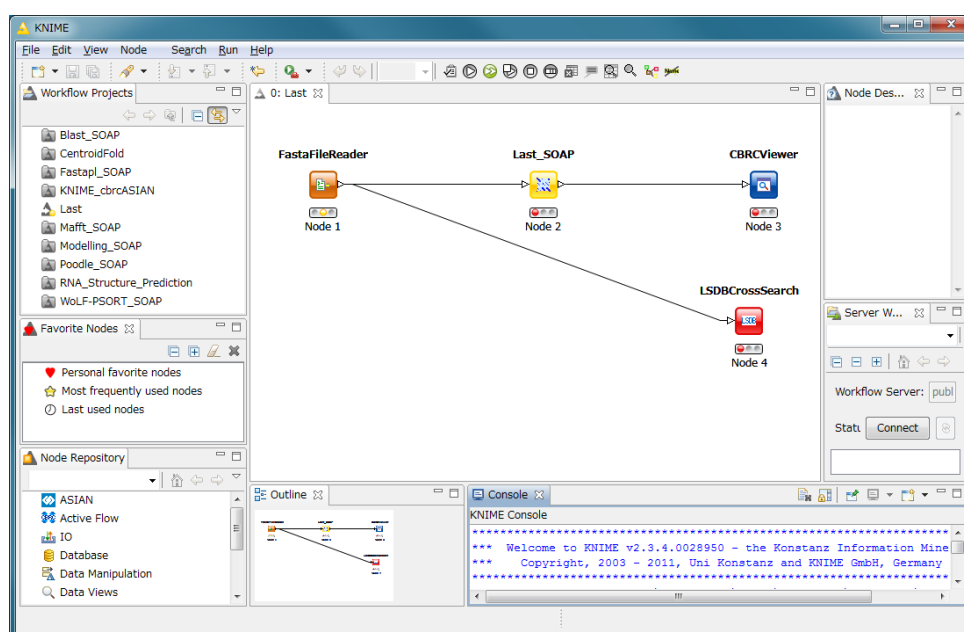 KNIME
File Edit View Node Search Run Help
Workflow Projects
Blast_SOAP
CentroidFold
Fastapl_SOAP
KNIME_cbrcASIAN
Last
Mafft_SOAP
Modelling_SOAP
Poodle_SOAP
RNA_Structure_Prediction
WoLF-PSORT_SOAP
Favorite Nodes
Personal favorite nodes
Most frequently used nodes
Last used nodes
Node Repository
ASIAN
Active Flow
IO
Database
Data Manipulation
Data Views
0: Last
FastaFileReader Last_SOAP CBRCViewer
Node 1 Node 2 Node 3
LSDBCrossSearch
LSDB
Node 4
Node Des...
Server W...
Workflow Server: publ
Statu Connect
Outline
Console
KNIME Console
*** Welcome to KNIME v2.3.4.0028950 - the Konstanz Information Mine
*** Copyright, 2003 - 2011, Uni Konstanz and KNIME GmbH, Germany